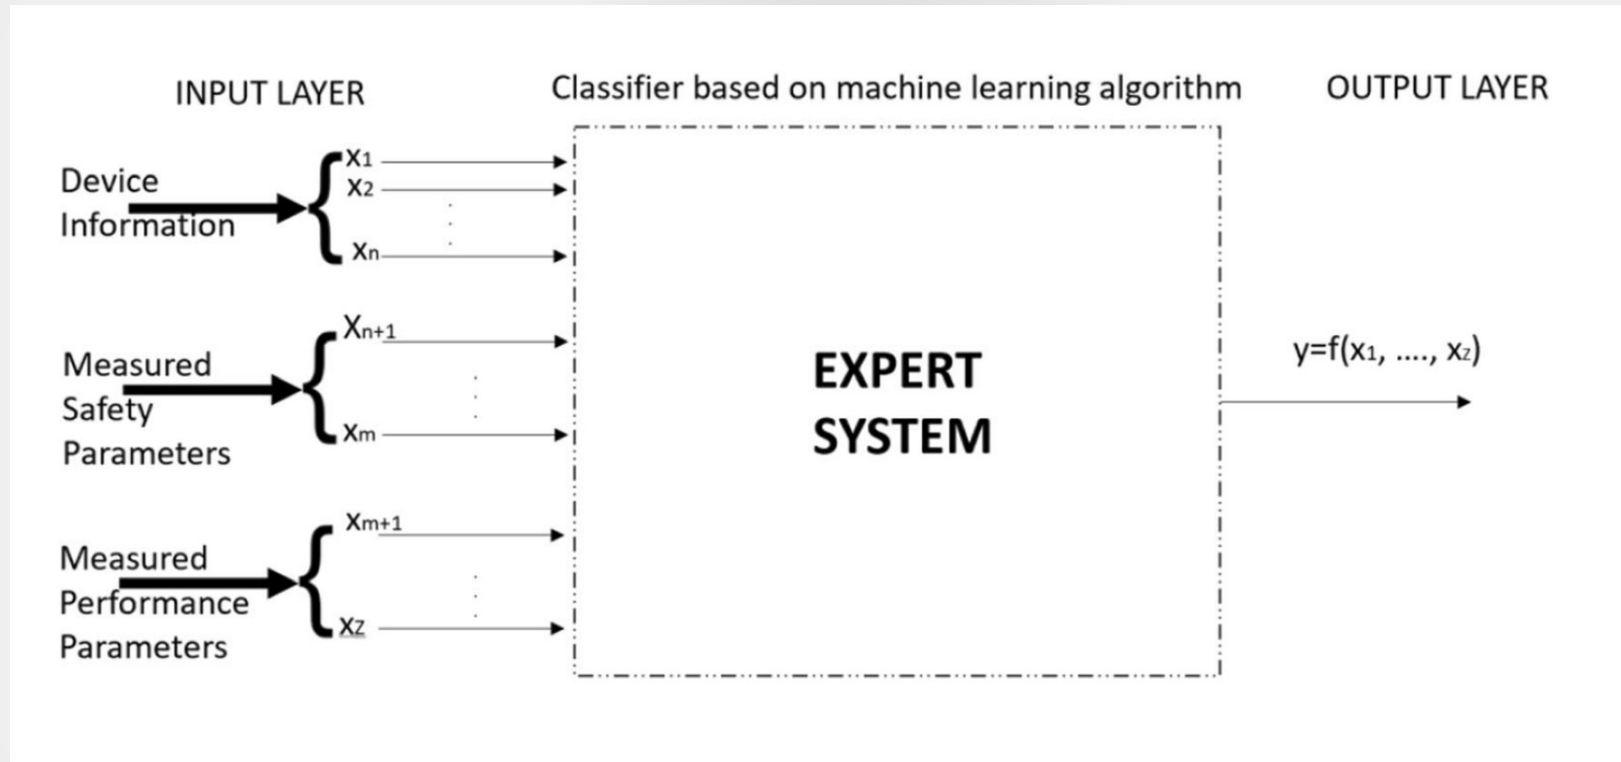 INPUT LAYER
Classifier based on machine learning algorithm
OUTPUT LAYER
Device
Information
x1
x2
xn
Measured
Safety
Parameters
Xn+1
xm
Measured
Performance
Parameters
xm+1
xz
EXPERT
SYSTEM
y=f(x1, ...., xz)